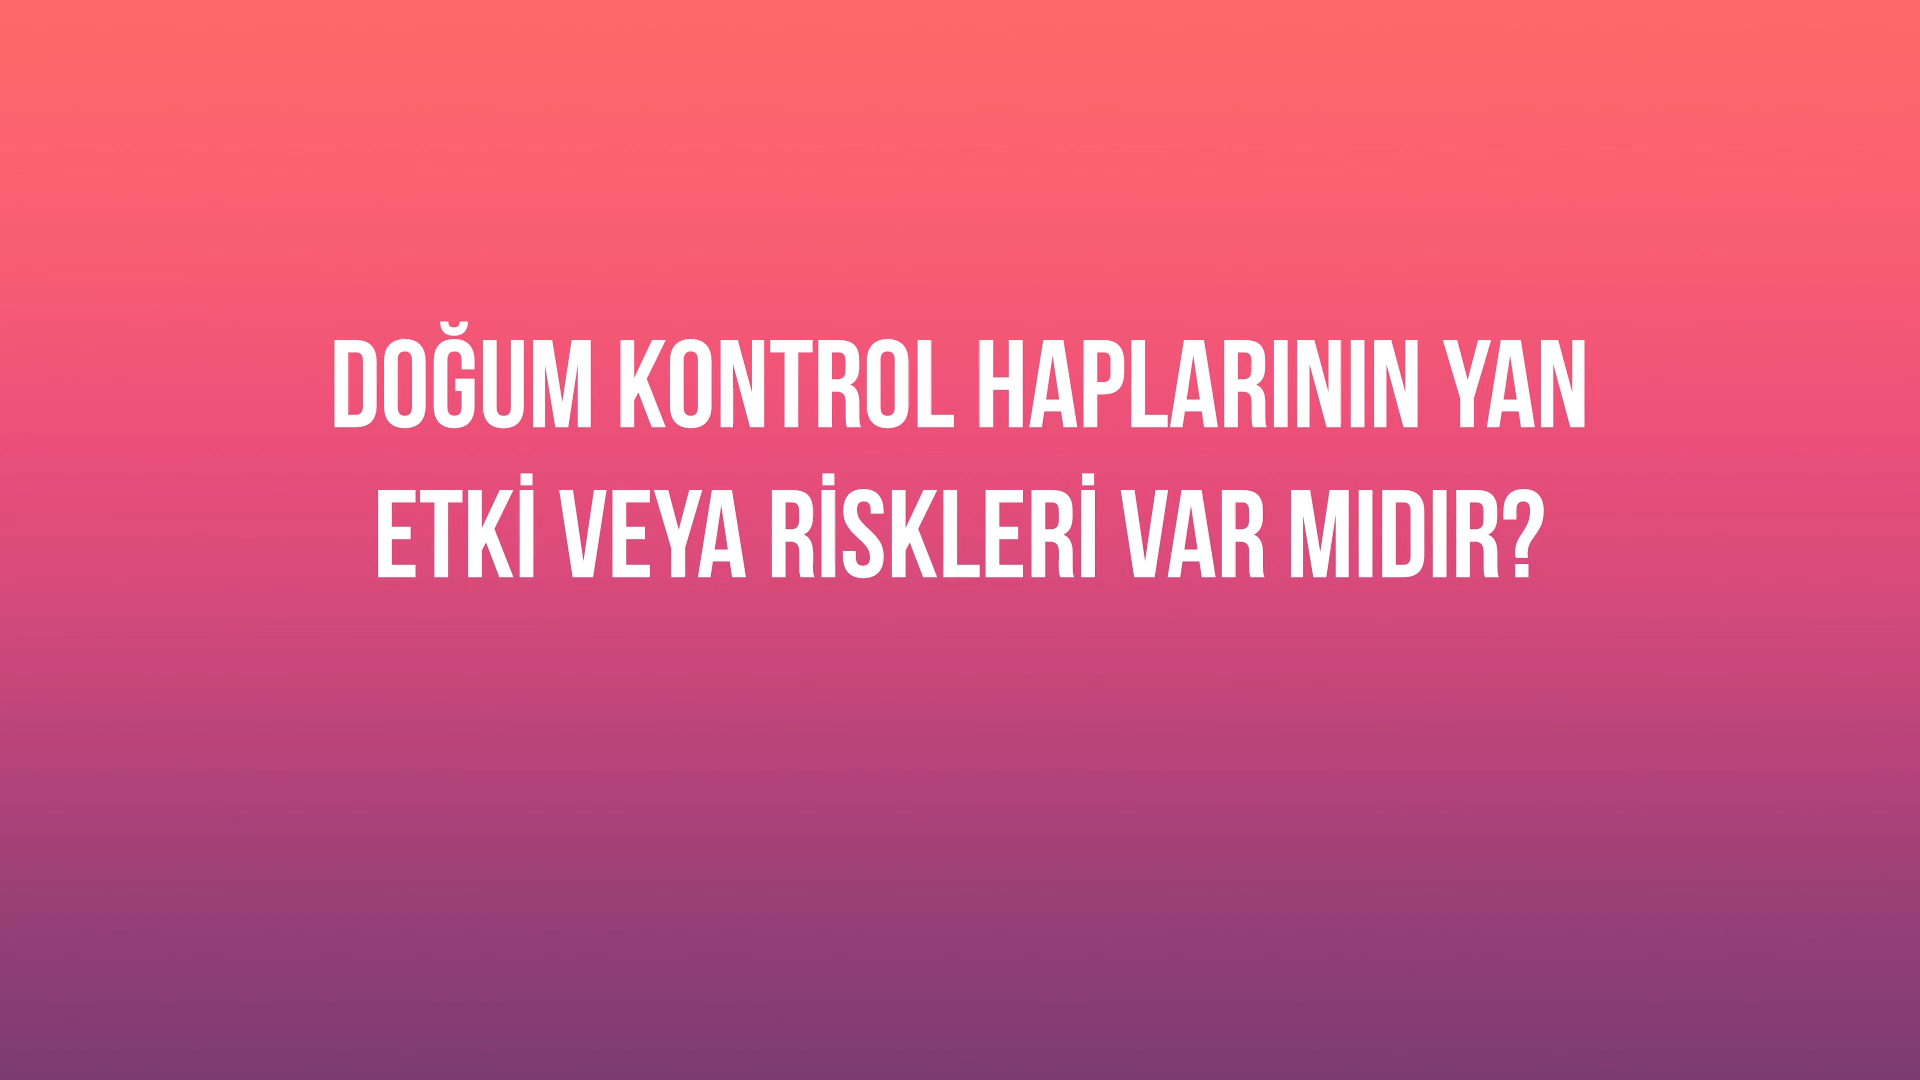 DOĞUM KONTROL HAPLARININ YAN
ETKİ VEYA RİSKLERİ VAR MIDIR?